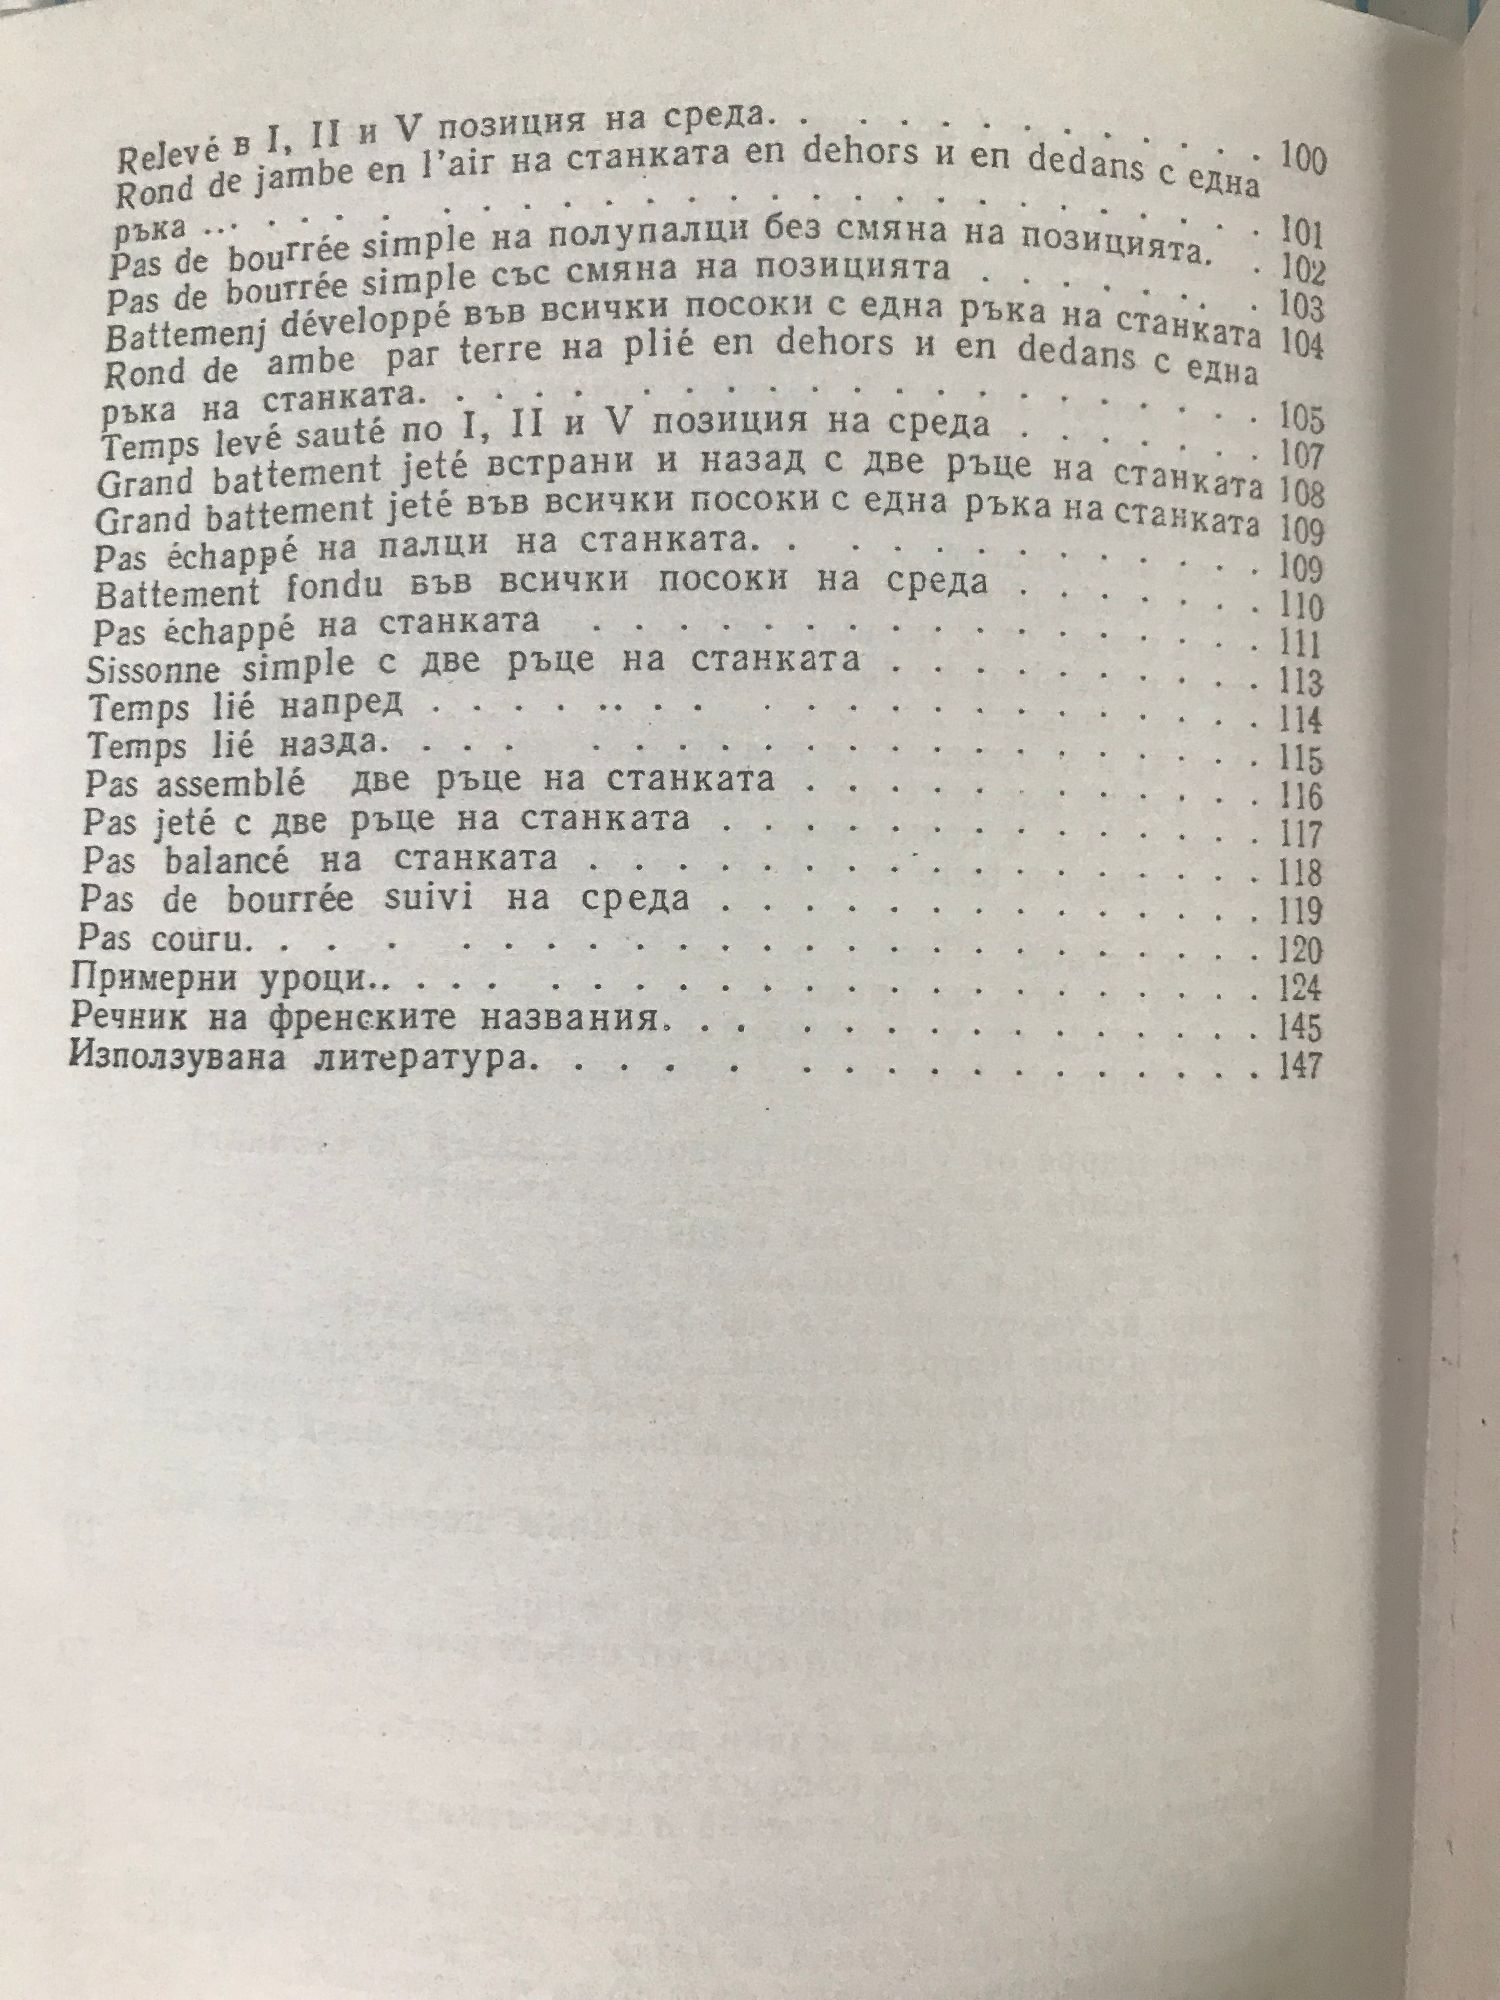 Relevé в I, II и V позиция на среда. . . . . . . . . . . . 100
Rond de jambe en l'air на станката en dehors и en dedans с една
ръка ... . . . . . . . . . . . . . . . . . . . . . . 101
Pas de bourrée simple на полупалци без смяна на позицията. . 102
Pas de bourrée simple със смяна на позицията . . . . . . . 103
Battemenj développé във всички посоки с една ръка на станката 104
Rond de ambe par terre на plié en dehors и en dedans с една
ръка на станката. . . . . . . . . . . . . . . . . . . 105
Temps levé sauté по I, II и V позиция на среда . . . . . . 107
Grand battement jeté встрани и назад с две ръце на станката 108
Grand battement jeté във всички посоки с една ръка на станката 109
Pas échappé на палци на станката. . . . . . . . . . . . 109
Battement fondu във всички посоки на среда . . . . . . . 110
Pas échappé на станката . . . . . . . . . . . . . . . . 111
Sissonne simple с две ръце на станката . . . . . . . . . 113
Temps lié напред . . . . .. . . . . . . . . . . . . . . . 114
Temps lié назда. . . . . . . . . . . . . . . . . . . . 115
Pas assemblé две ръце на станката . . . . . . . . . . . 116
Pas jeté с две ръце на станката . . . . . . . . . . . . . 117
Pas balancé на станката . . . . . . . . . . . . . . . . 118
Pas de bourrée suivi на среда . . . . . . . . . . . . . 119
Pas couru. . . . . . . . . . . . . . . . . . . . . . . . 120
Примерни уроци.. . . . . . . . . . . . . . . . . . . . . 124
Речник на френските названия. . . . . . . . . . . . . . 145
Използувана литература. . . . . . . . . . . . . . . . . 147